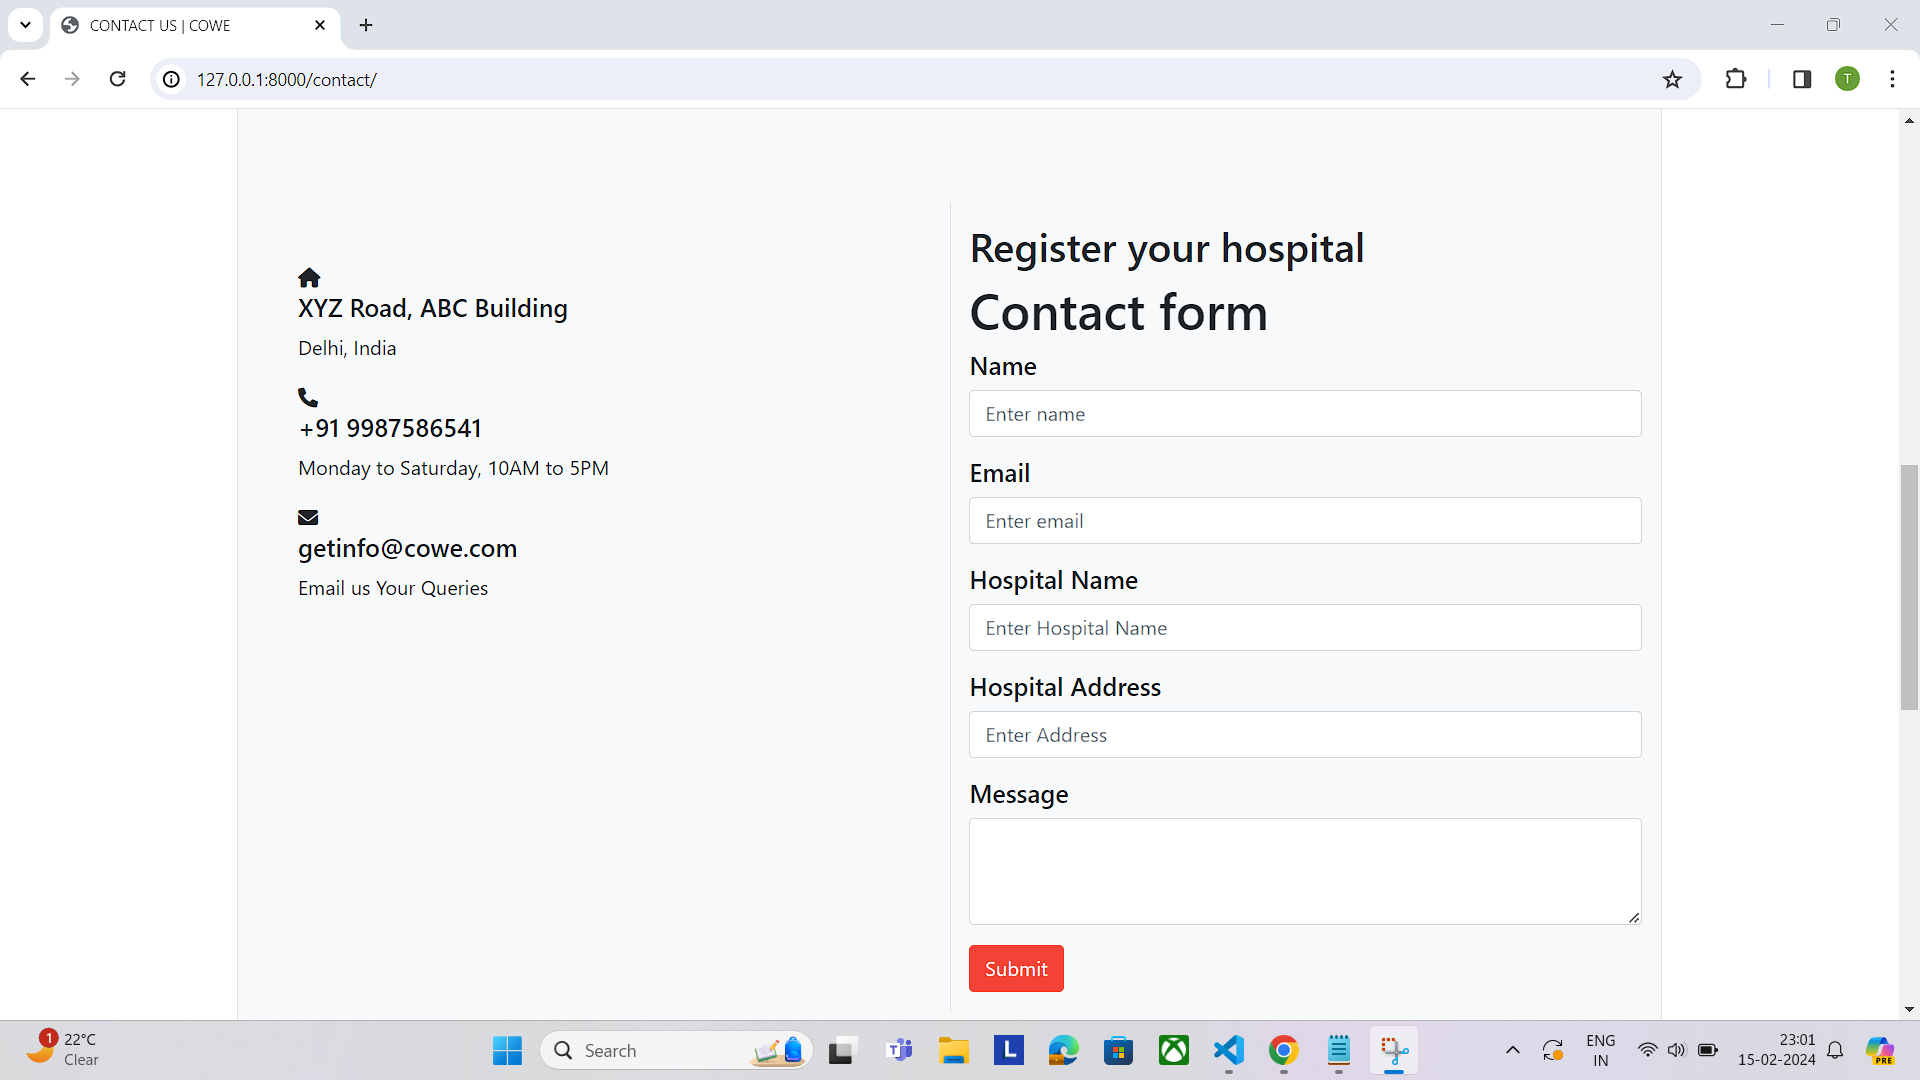 CONTACT US | COWE
127.0.0.1:8000/contact/
T
XYZ Road, ABC Building
Delhi, India
+91 9987586541
Monday to Saturday, 10AM to 5PM
getinfo@cowe.com
Email us Your Queries
Register your hospital
Contact form
Name
Enter name
Email
Enter email
Hospital Name
Enter Hospital Name
Hospital Address
Enter Address
Message
Submit
1
22°C
Clear
Search
T
L
PRE
ENG
IN
23:01
15-02-2024